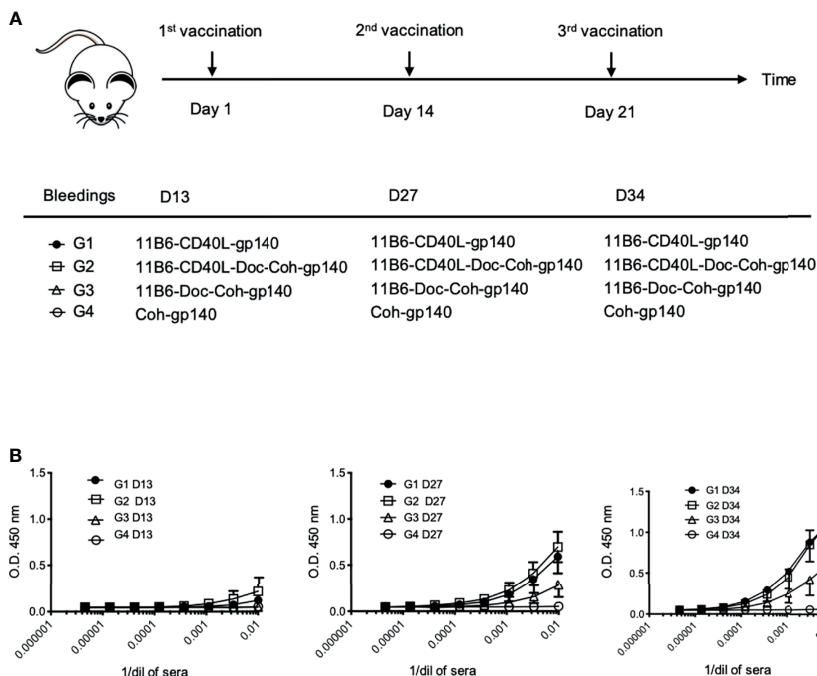 A
1st vaccination 2nd vaccination 3rd vaccination
Time
Day 1 Day 14 Day 21
Bleedings D13 D27 D34
G1 11B6-CD40L-gp140 11B6-CD40L-gp140 11B6-CD40L-gp140
G2 11B6-CD40L-Doc-Coh-gp140 11B6-CD40L-Doc-Coh-gp140 11B6-CD40L-Doc-Coh-gp140
G3 11B6-Doc-Coh-gp140 11B6-Doc-Coh-gp140 11B6-Doc-Coh-gp140
G4 Coh-gp140 Coh-gp140 Coh-gp140
B
O.D. 450 nm
1.5
1.0
0.5
0.0
G1 D13
G2 D13
G3 D13
G4 D13
0.000001 0.00001 0.0001 0.001 0.01
1/dil of sera
O.D. 450 nm
1.5
1.0
0.5
0.0
G1 D27
G2 D27
G3 D27
G4 D27
0.000001 0.00001 0.0001 0.001 0.01
1/dil of sera
O.D. 450 nm
1.5
1.0
0.5
0.0
G1 D34
G2 D34
G3 D34
G4 D34
0.000001 0.00001 0.0001 0.001
1/dil of sera